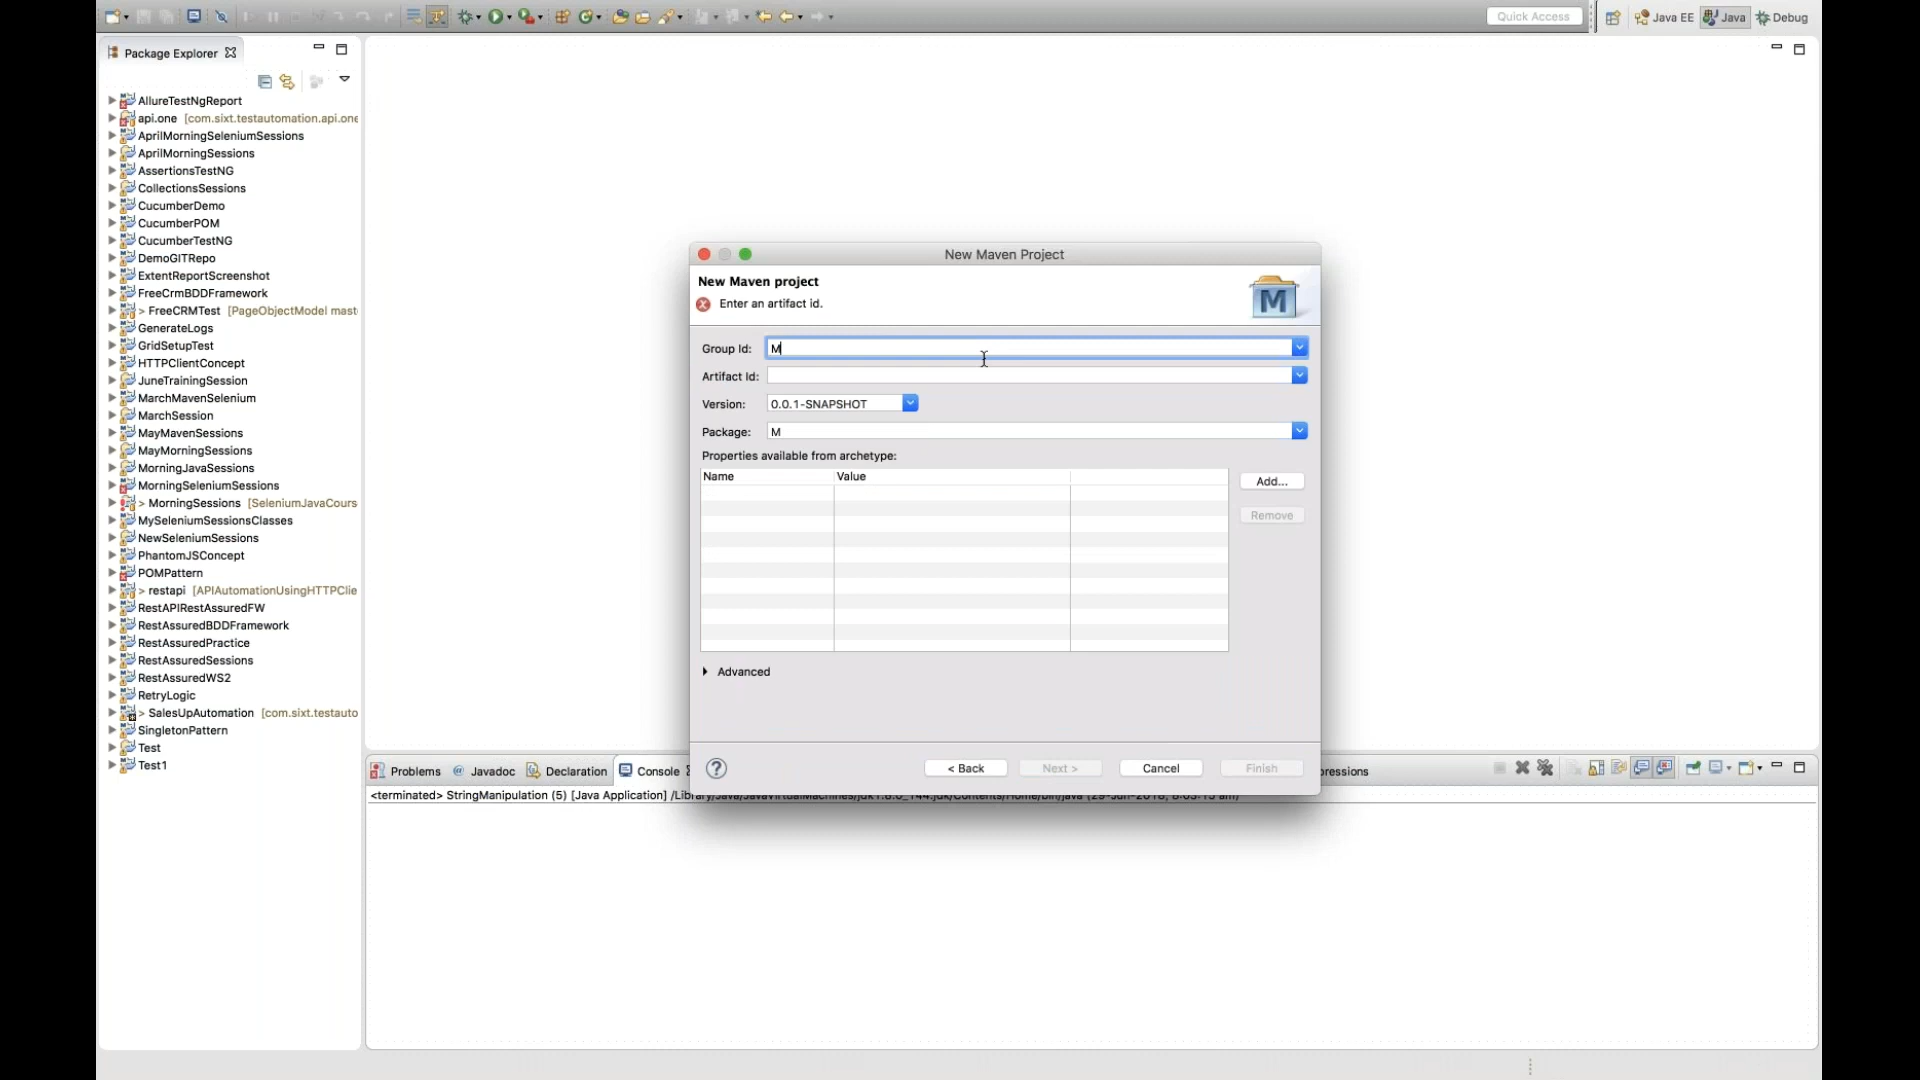 Quick Access
Java EE
Java
Debug
Package Explorer
AllureTestNgReport
api.one [com.sixt.testautomation.api.one
AprilMorningSeleniumSessions
AprilMorningSessions
AssertionsTestNG
CollectionsSessions
CucumberDemo
CucumberPOM
CucumberTestNG
DemoGITRepo
ExtentReportScreenshot
FreeCrmBDDFramework
> FreeCRMTest [PageObjectModel mast
GenerateLogs
GridSetupTest
HTTPClientConcept
JuneTrainingSession
MarchMavenSelenium
MarchSession
MayMavenSessions
MayMorningSessions
MorningJavaSessions
MorningSeleniumSessions
> MorningSessions [SeleniumJavaCours
MySeleniumSessionsClasses
NewSeleniumSessions
PhantomJSConcept
POMPattern
> restapi [APIAutomationUsingHTTPClie
RestAPIRestAssuredFW
RestAssuredBDDFramework
RestAssuredPractice
RestAssuredSessions
RestAssuredWS2
RetryLogic
> SalesUpAutomation [com.sixt.testauto
SingletonPattern
Test
Test1
New Maven Project
New Maven project
Enter an artifact id.
M
Group Id: M
Artifact Id:
Version: 0.0.1-SNAPSHOT
Package: M
Properties available from archetype:
Name Value
Add...
Remove
Advanced
?
< Back
Next >
Cancel
Finish
Problems
@ Javadoc
Declaration
Console
pressions
<terminated> StringManipulation (5) [Java Application]